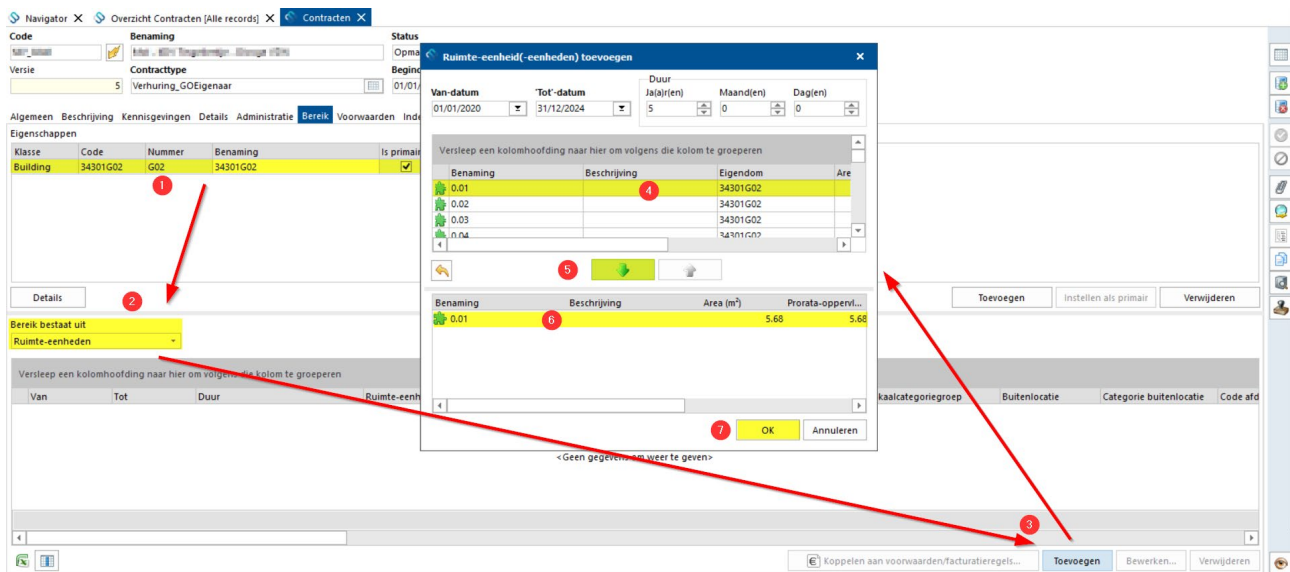 Navigator X Overzicht Contracten [Alle records] X Contracten X
Code Benaming Status
Opma
Versie Contracttype Begind
5 Verhuring_GOEigenaar 01/01/
Algemeen Beschrijving Kennisgevingen Details Administratie Bereik Voorwaarden Inde
Eigenschappen
Klasse Code Nummer Benaming Is primair
Building 34301G02 G02 34301G02
1
Details
2
Toevoegen Instellen als primair Verwijderen
Bereik bestaat uit
Ruimte-eenheden
Versleep een kolomhoofding naar hier om volgens die kolom te groeperen
Van Tot Duur Ruimte-eenh kaalcategoriegroep Buitenlocatie Categorie buitenlocatie Code afd
<Geen gegevens om weer te geven>
3
Koppelen aan voorwaarden/facturatieregels... Toevoegen Bewerken... Verwijderen
Ruimte-eenheid(-eenheden) toevoegen
Duur
Van-datum 'Tot'-datum Ja(a)r(en) Maand(en) Dag(en)
01/01/2020 31/12/2024 5 0 0
Versleep een kolomhoofding naar hier om volgens die kolom te groeperen
Benaming Beschrijving Eigendom Are
0.01 4 34301G02
0.02 34301G02
0.03 34301G02
0.04 34301G02
5
Benaming Beschrijving Area (m²) Prorata-oppervl...
0.01 6 5.68 5.68
7 OK Annuleren